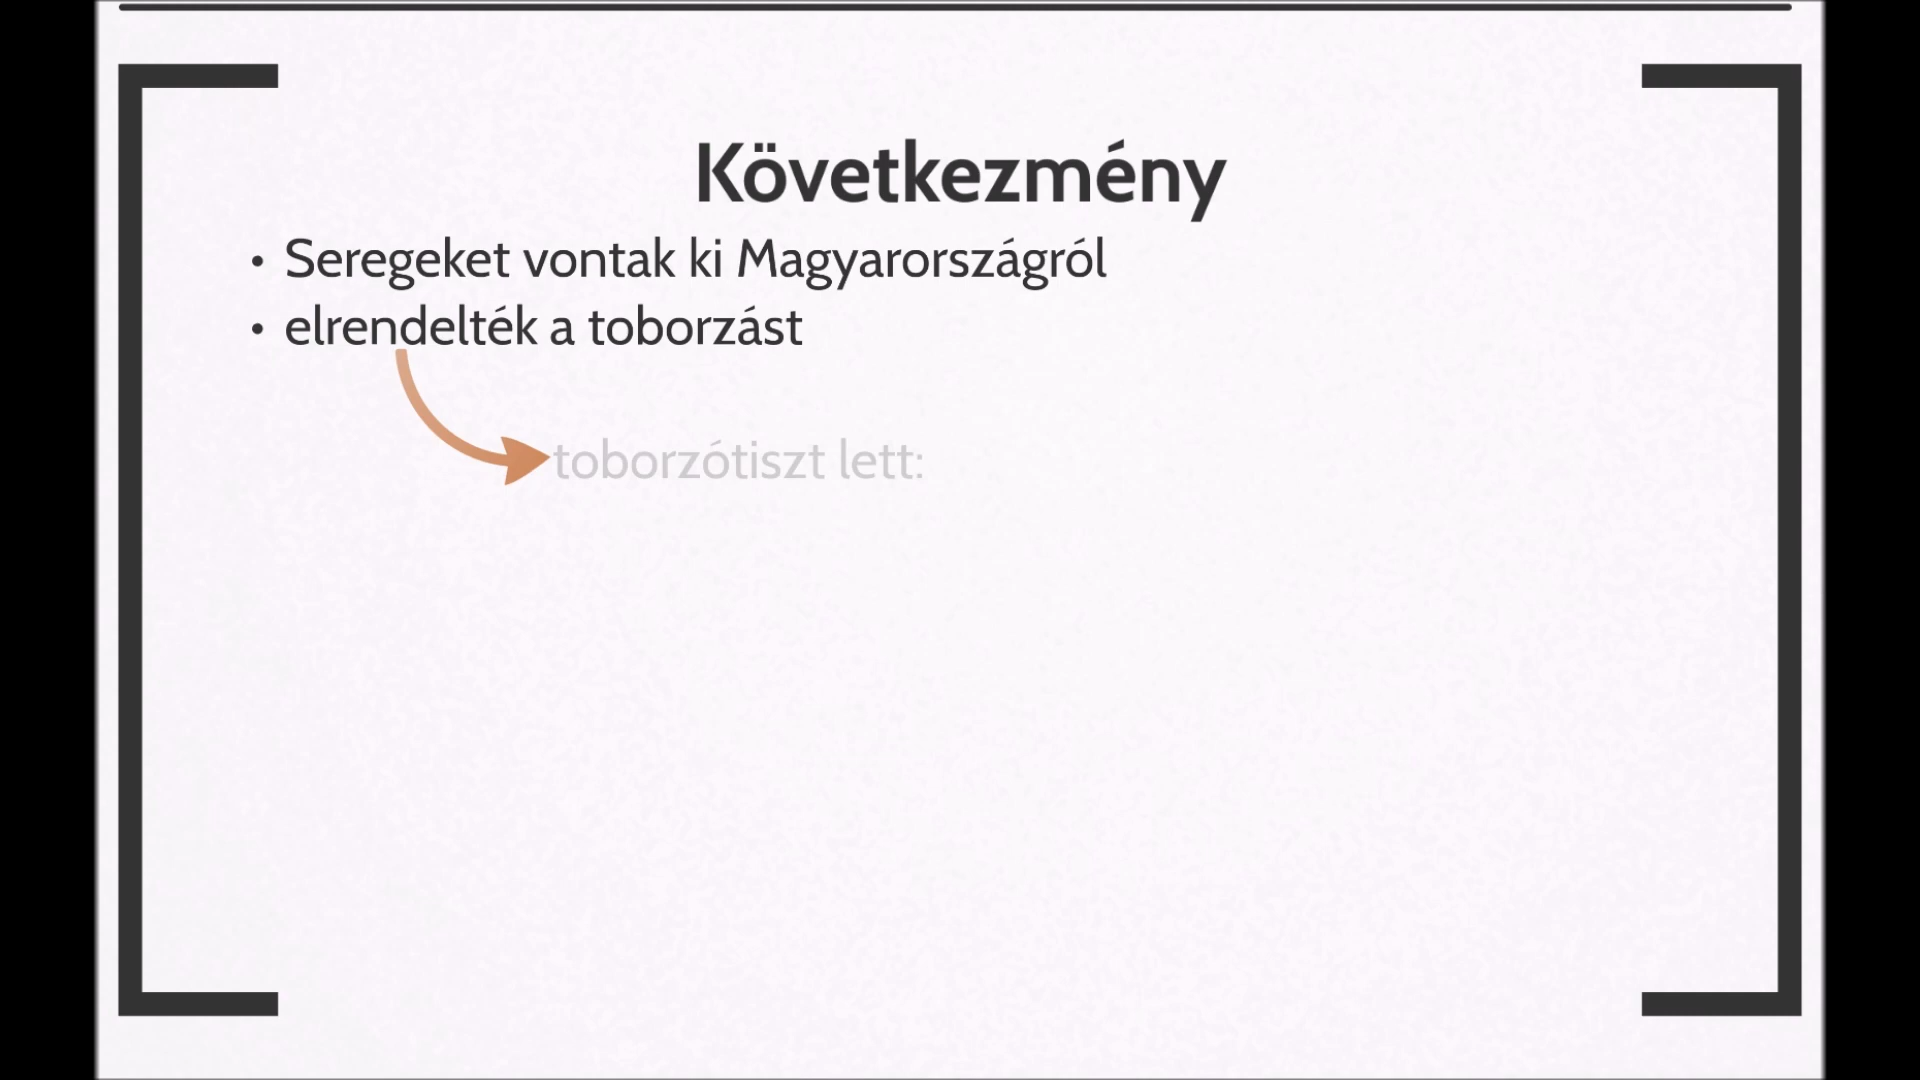 Következmény
• Seregeket vontak ki Magyarországról
• elrendelték a toborzást
toborzótiszt lett: